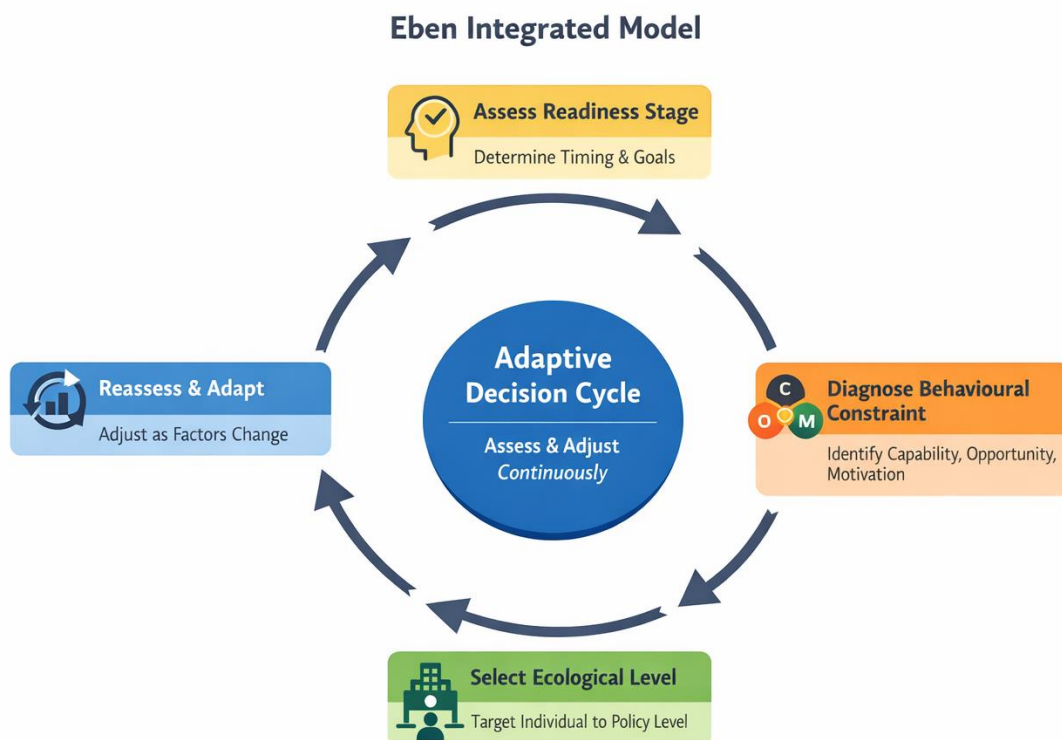 Eben Integrated Model
Assess Readiness Stage
Determine Timing & Goals
Adaptive
Decision Cycle
Assess & Adjust
Continuously
Reassess & Adapt
Adjust as Factors Change
C
O
M
Diagnose Behavioural
Constraint
Identify Capability, Opportunity,
Motivation
Select Ecological Level
Target Individual to Policy Level